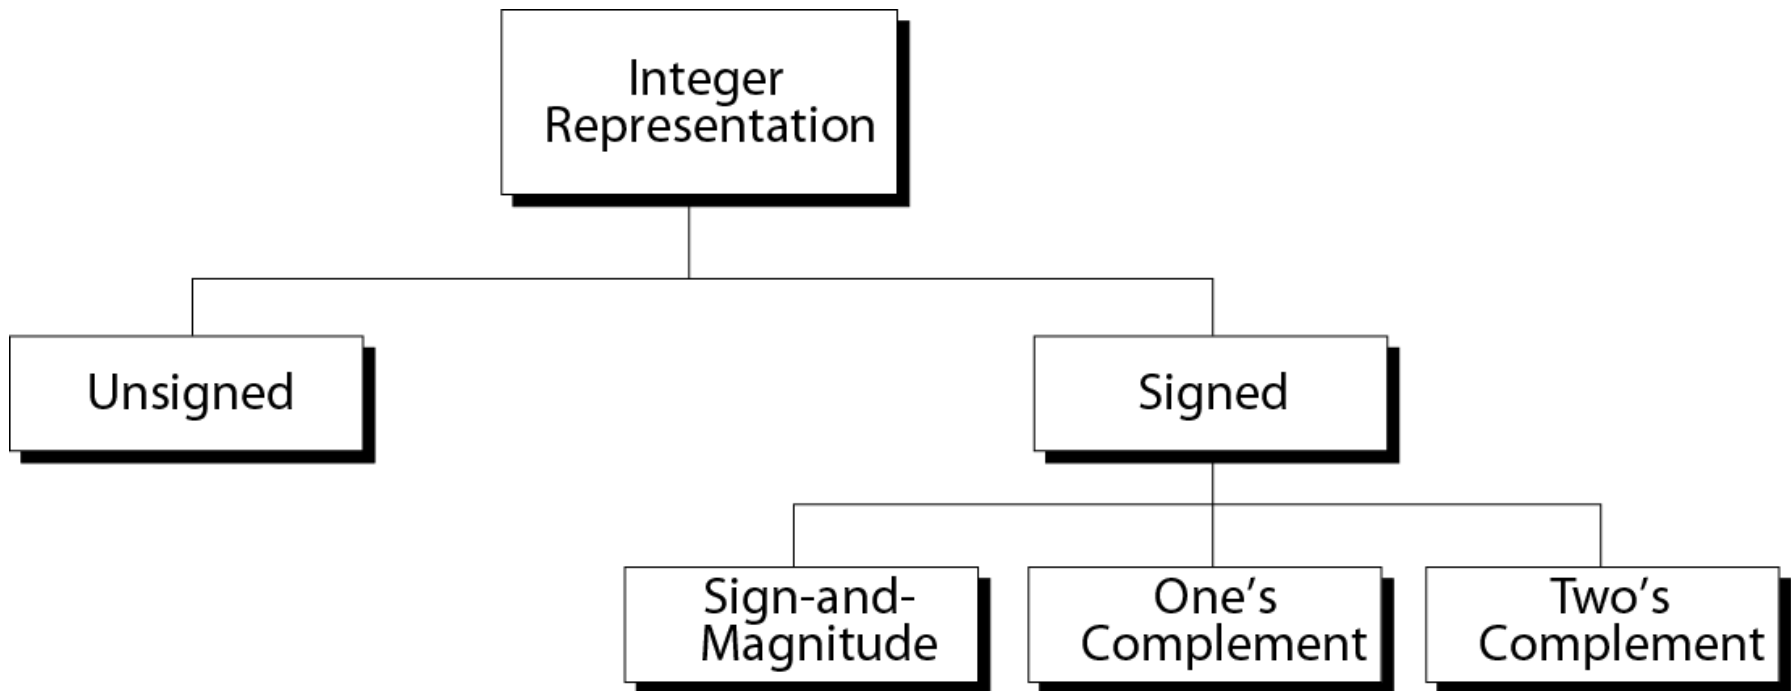 Integer
Representation
Unsigned
Signed
Sign-and-
Magnitude
One’s
Complement
Two’s
Complement